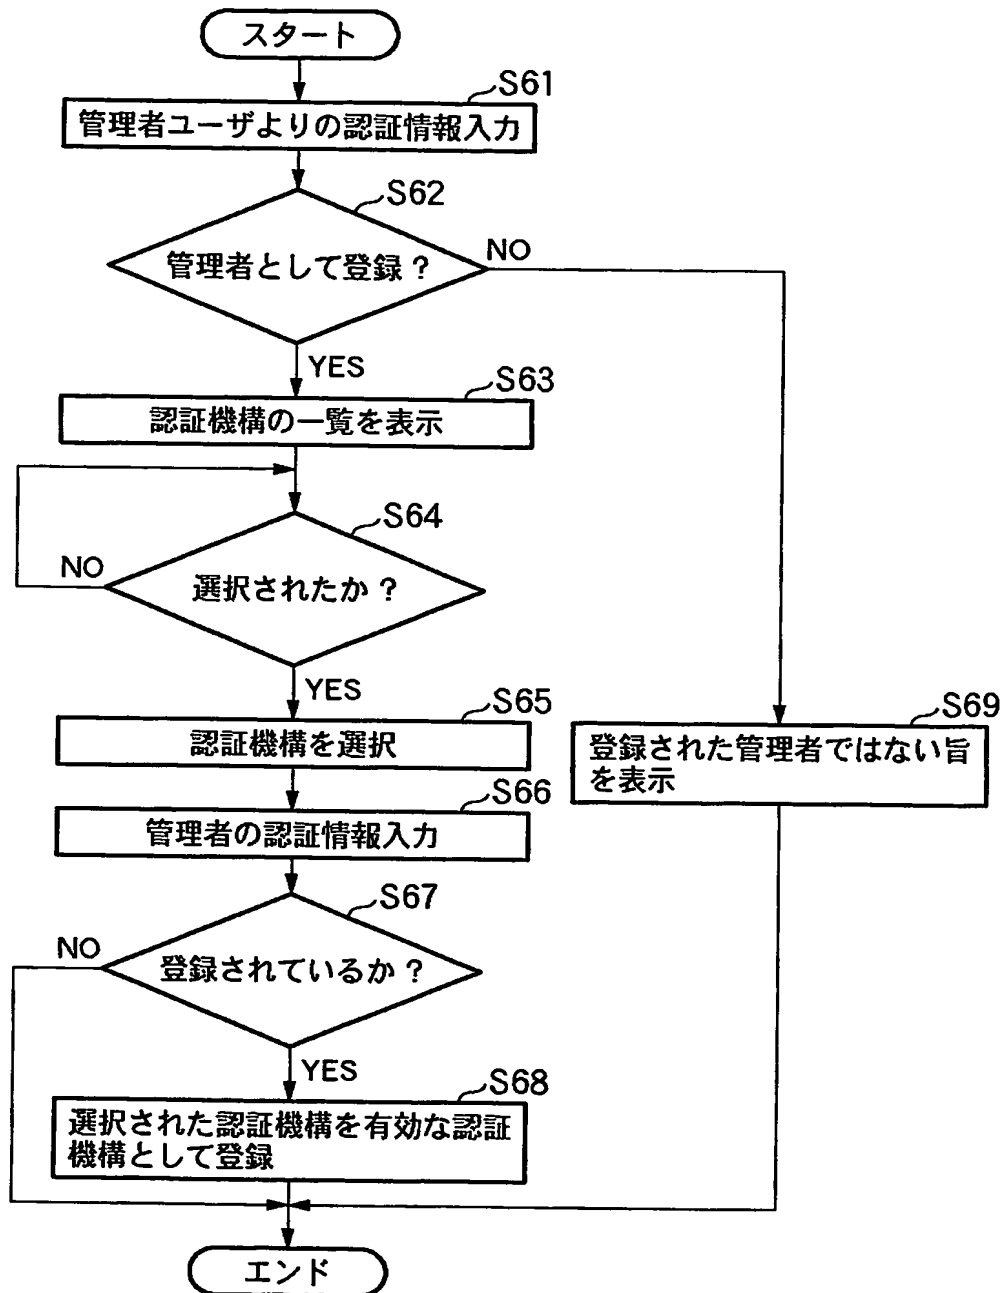 スタート
S61
管理者ユーザよりの認証情報入力
S62
管理者として登録？
NO
YES
S63
認証機構の一覧を表示
S64
選択されたか？
NO
YES
S65
認証機構を選択
S69
登録された管理者ではない旨
を表示
S66
管理者の認証情報入力
S67
登録されているか？
NO
YES
S68
選択された認証機構を有効な認証
機構として登録
エンド